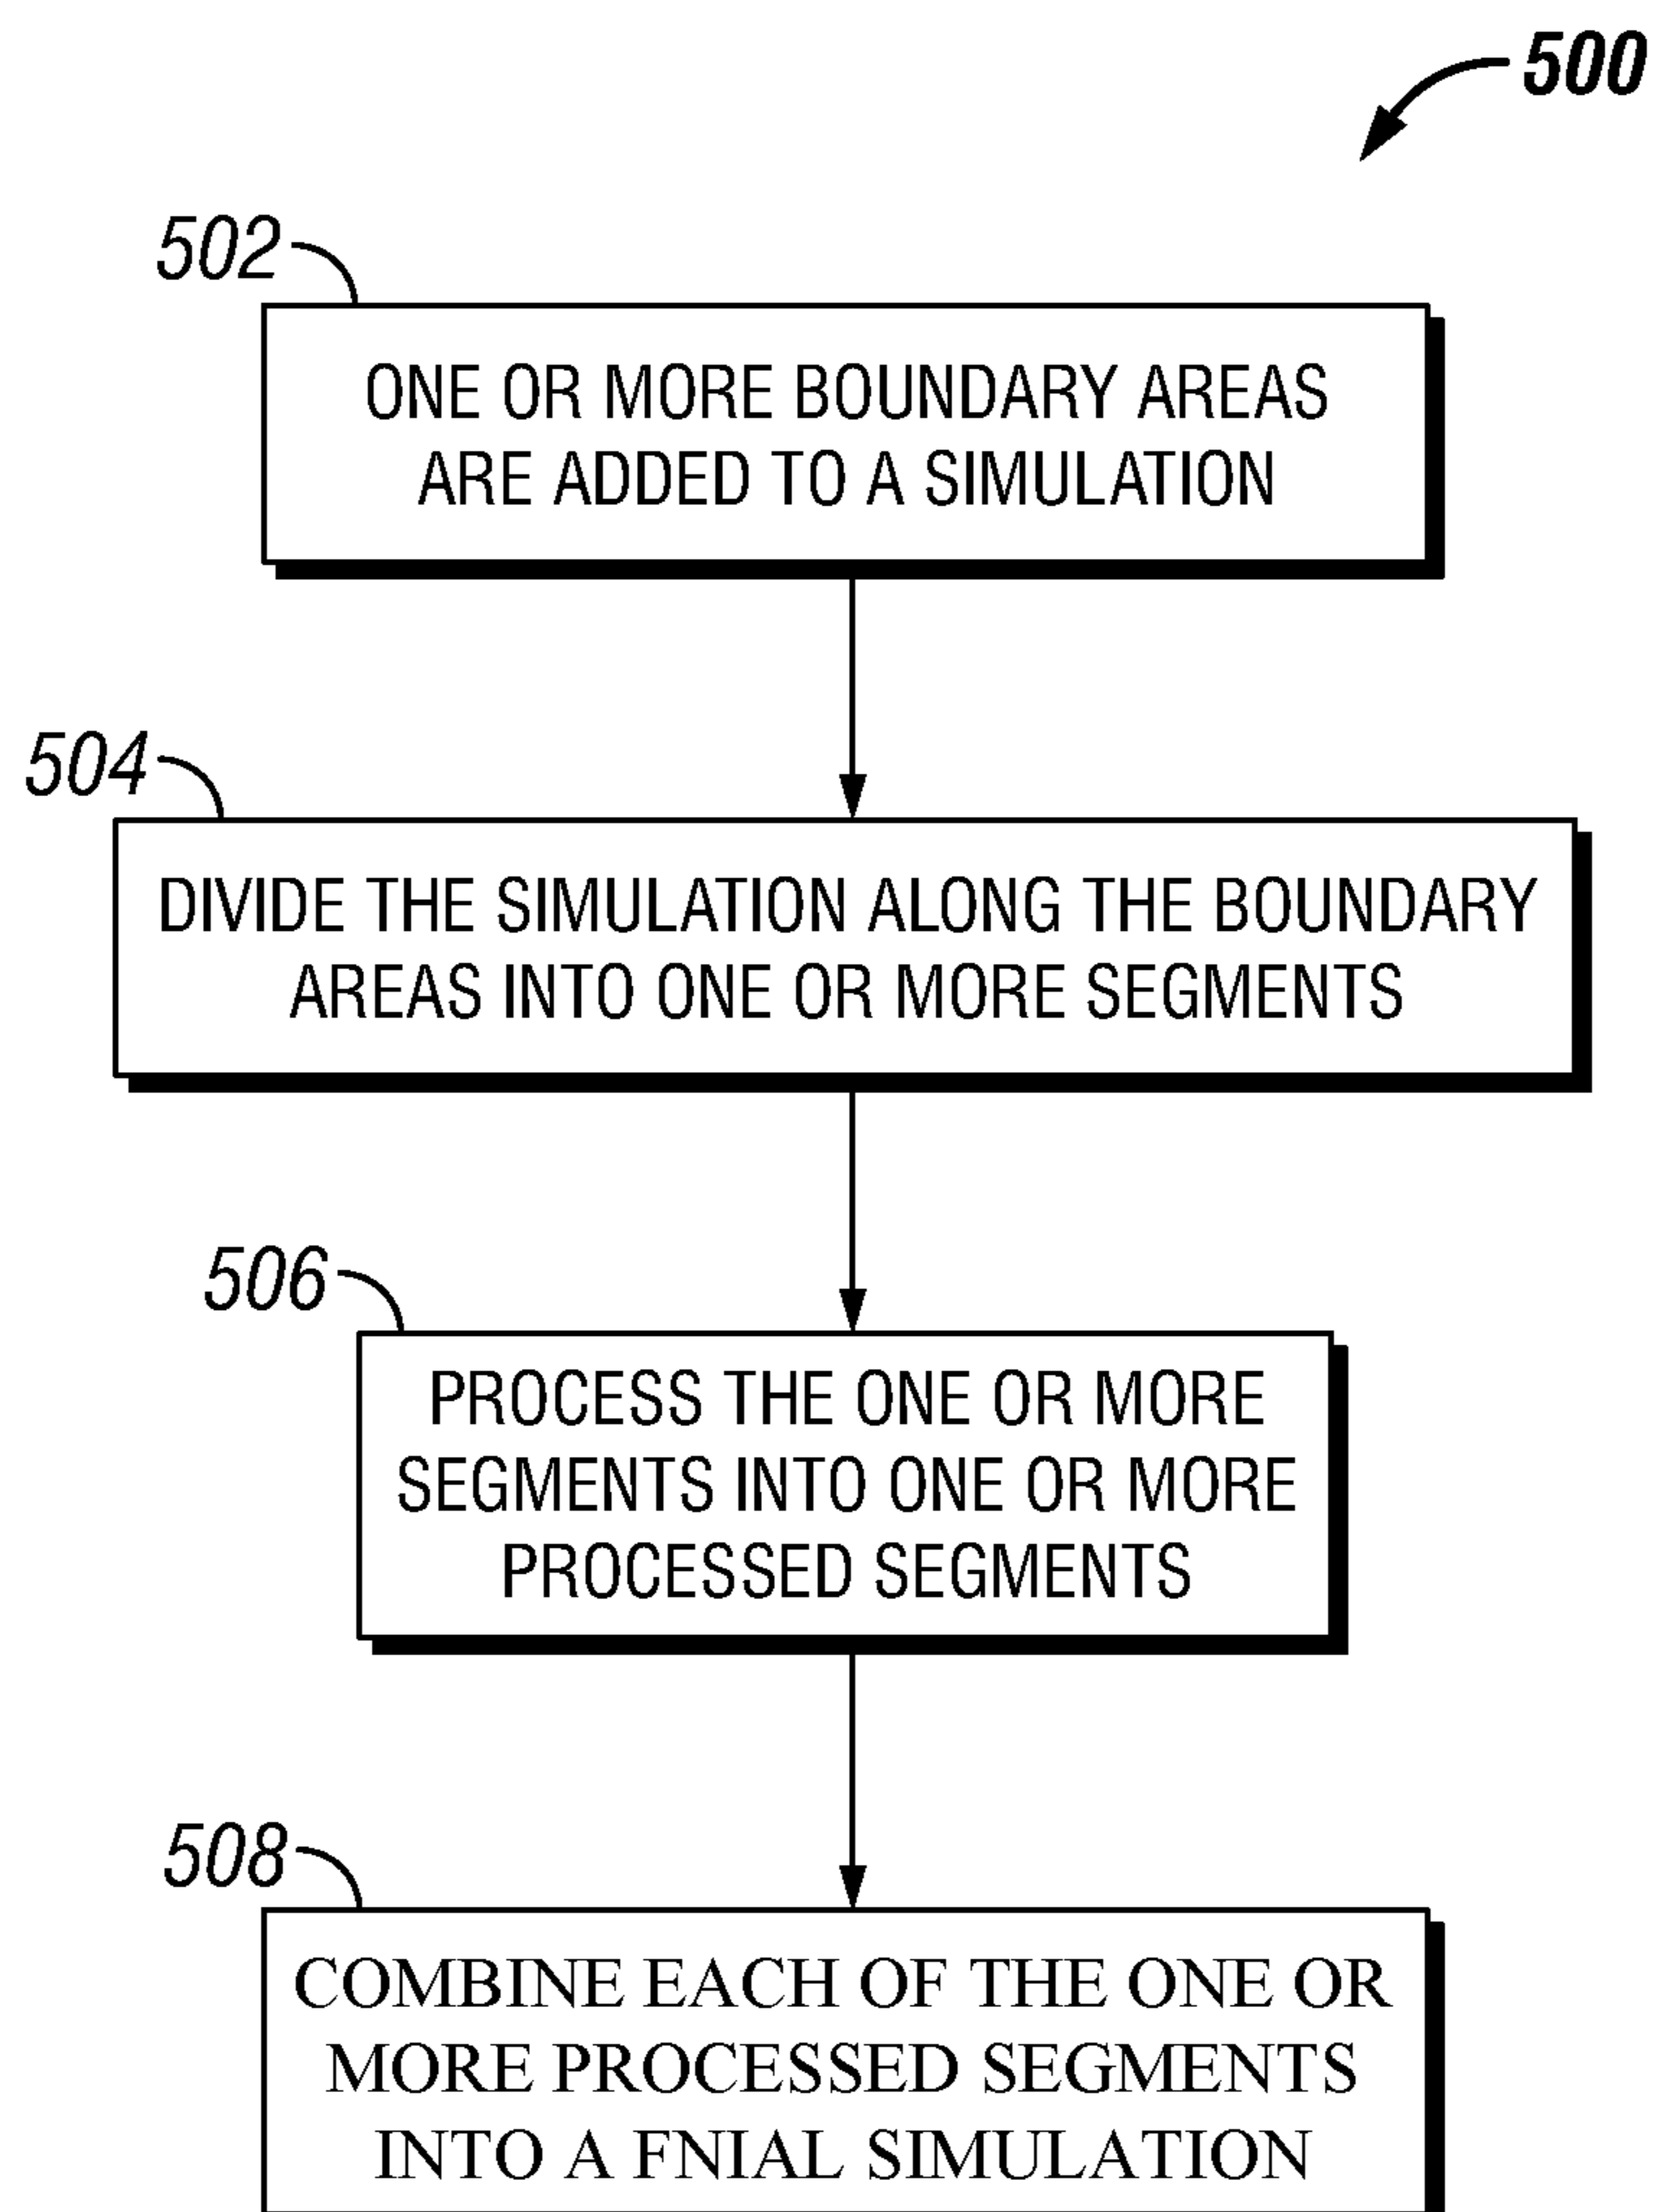 500
502
ONE OR MORE BOUNDARY AREAS
ARE ADDED TO A SIMULATION
504
DIVIDE THE SIMULATION ALONG THE BOUNDARY
AREAS INTO ONE OR MORE SEGMENTS
506
PROCESS THE ONE OR MORE
SEGMENTS INTO ONE OR MORE
PROCESSED SEGMENTS
508
COMBINE EACH OF THE ONE OR
MORE PROCESSED SEGMENTS
INTO A FNIAL SIMULATION